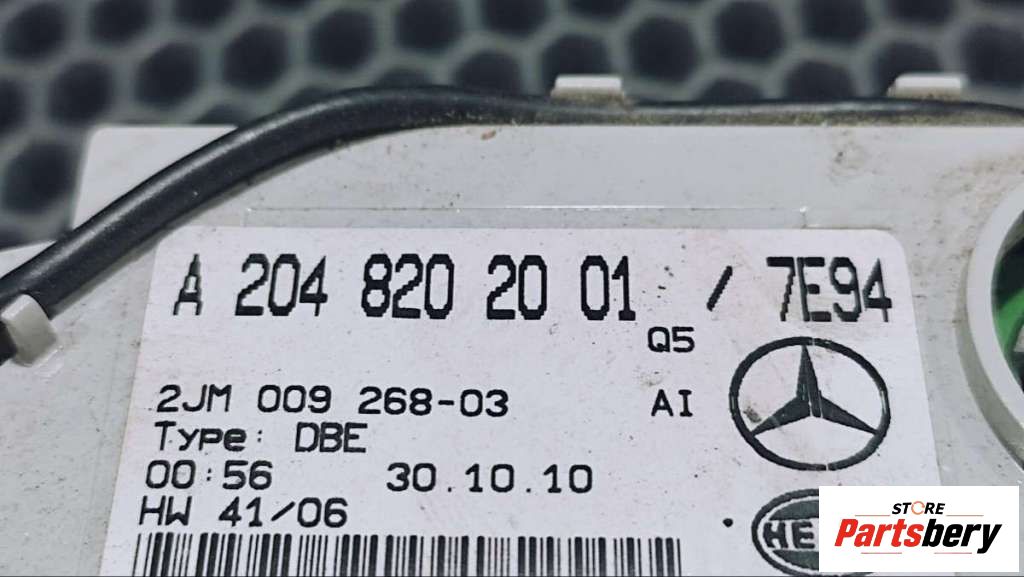 A 204 820 20 01 / 7E94
Q5
2JM 009 268-03 AI
Type: DBE
00:56 30.10.10
HW 41/06
STORE
Partsbery